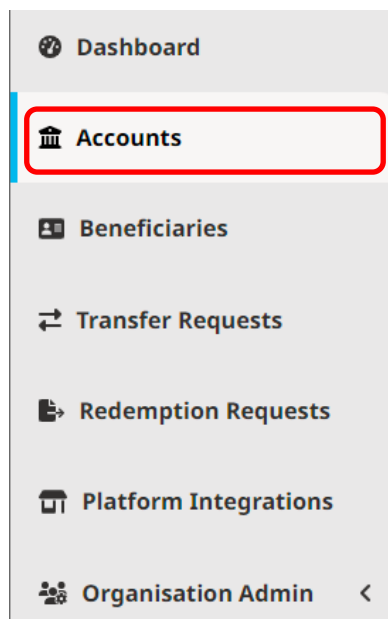 Dashboard
Accounts
Beneficiaries
Transfer Requests
Redemption Requests
Platform Integrations
Organisation Admin